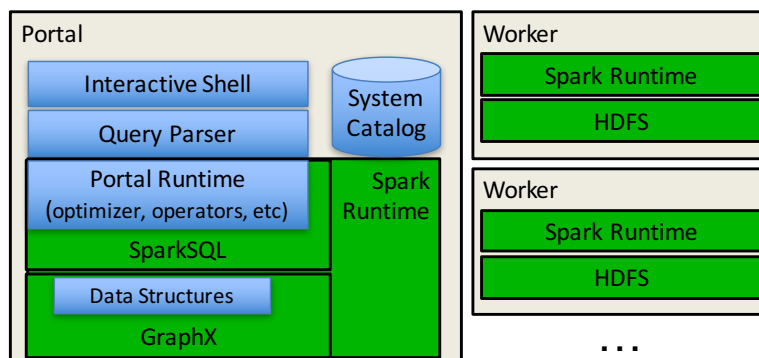 Portal
Interactive Shell
Query Parser
System
Catalog
Portal Runtime
(optimizer, operators, etc)
SparkSQL
Spark
Runtime
Data Structures
GraphX
Worker
Spark Runtime
HDFS
Worker
Spark Runtime
HDFS
...